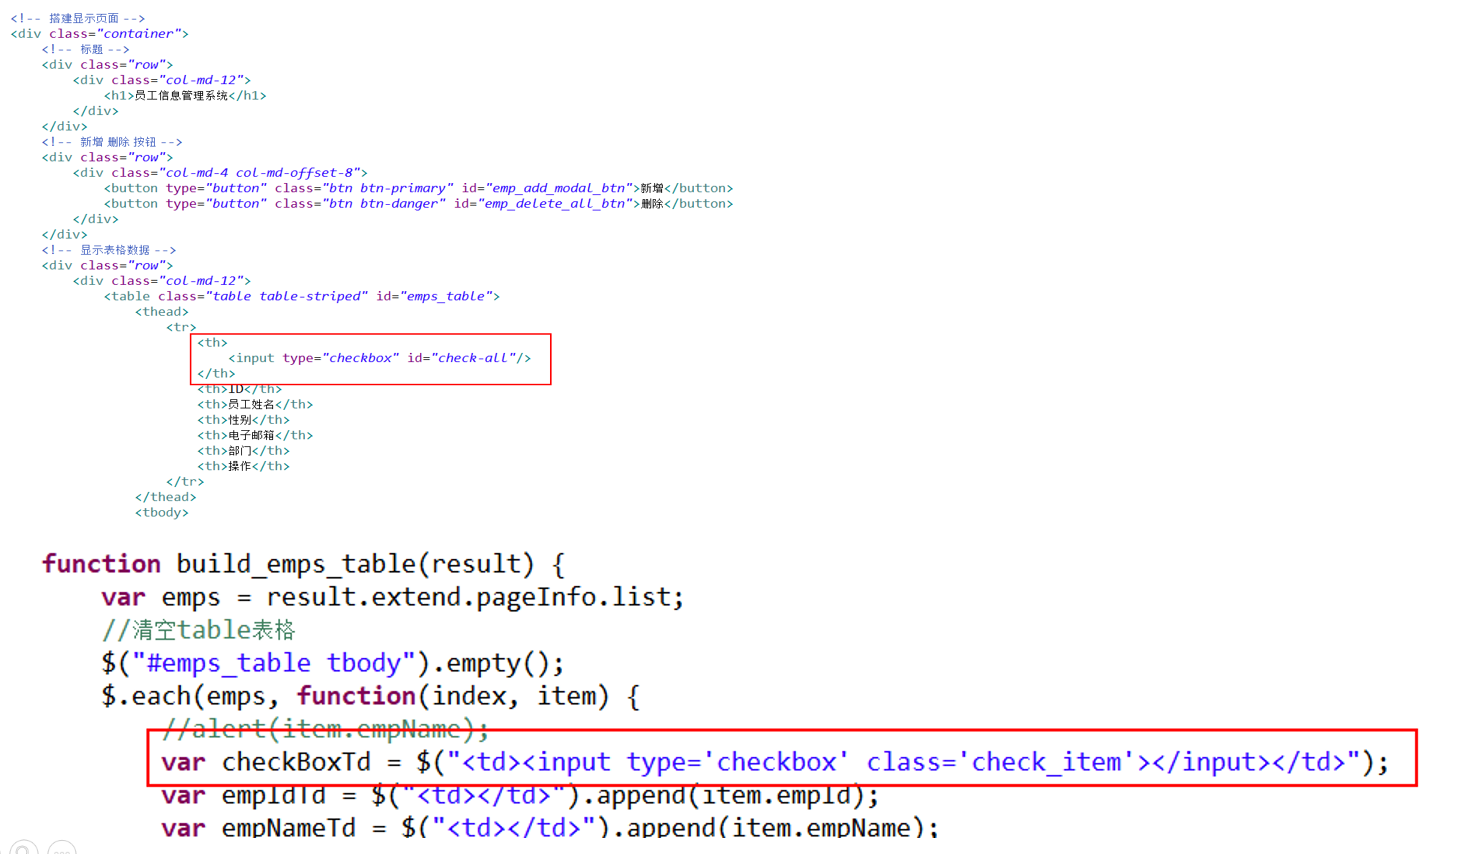 <!-- 搭建显示页面 -->
<div class="container">
<!-- 标题 -->
<div class="row">
<div class="col-md-12">
<h1>员工信息管理系统</h1>
</div>
</div>
<!-- 新增 删除 按钮 -->
<div class="row">
<div class="col-md-4 col-md-offset-8">
<button type="button" class="btn btn-primary" id="emp_add_modal_btn">新增</button>
<button type="button" class="btn btn-danger" id="emp_delete_all_btn">删除</button>
</div>
</div>
<!-- 显示表格数据 -->
<div class="row">
<div class="col-md-12">
<table class="table table-striped" id="emps_table">
<thead>
<tr>
<th>
<input type="checkbox" id="check-all"/>
</th>
<th>ID</th>
<th>员工姓名</th>
<th>性别</th>
<th>电子邮箱</th>
<th>部门</th>
<th>操作</th>
</tr>
</thead>
<tbody>
function build_emps_table(result) {
var emps = result.extend.pageInfo.list;
//清空table表格
$("#emps_table tbody").empty();
$.each(emps, function(index, item) {
//alert(item.empName);
var checkBoxTd = $("<td><input type='checkbox' class='check_item'></input></td>");
var empIdTd = $("<td></td>").append(item.empId);
var empNameTd = $("<td></td>").append(item.empName);